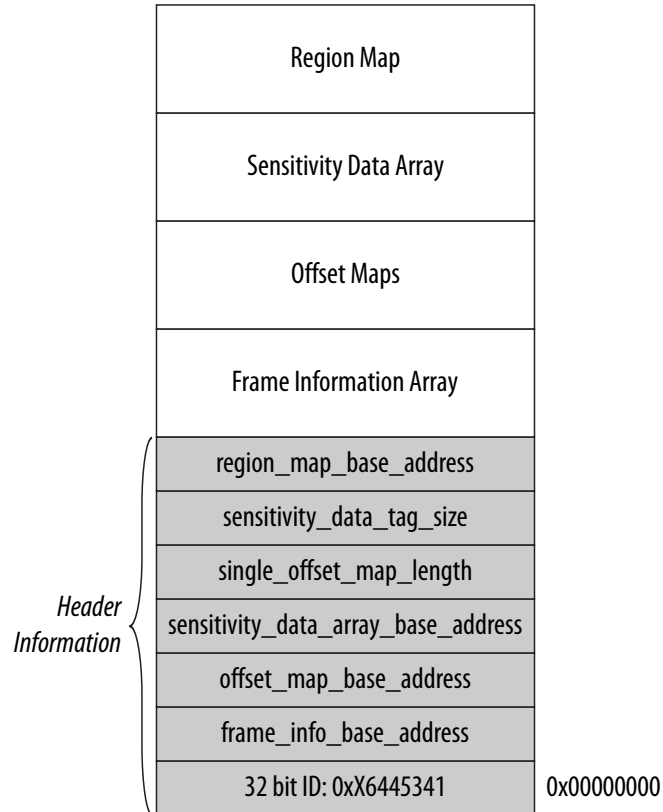 Region Map
Sensitivity Data Array
Offset Maps
Frame Information Array
region_map_base_address
sensitivity_data_tag_size
single_offset_map_length
Header
Information
sensitivity_data_array_base_address
offset_map_base_address
frame_info_base_address
32 bit ID: 0xX6445341
0x00000000